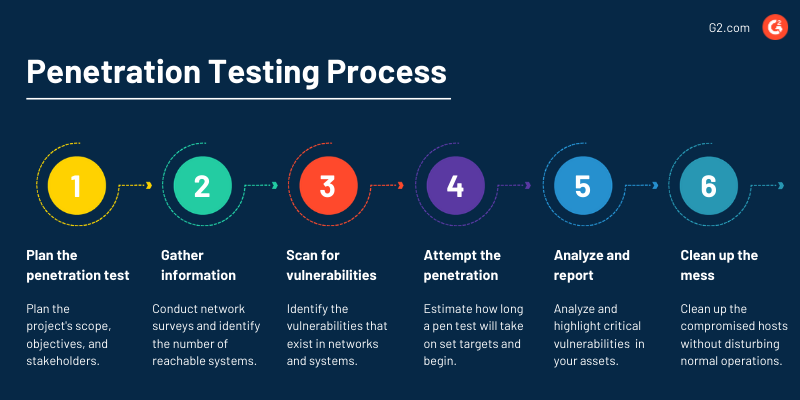 G2.com
Penetration Testing Process
1
2
3
4
5
6
Plan the
penetration test
Plan the
project's scope,
objectives, and
stakeholders.
Gather
information
Conduct network
surveys and identify
the number of
reachable systems.
Scan for
vulnerabilities
Identify the
vulnerabilities that
exist in networks
and systems.
Attempt the
penetration
Estimate how long
a pen test will take
on set targets and
begin.
Analyze and
report
Analyze and
highlight critical
vulnerabilities in
your assets.
Clean up the
mess
Clean up the
compromised hosts
without disturbing
normal operations.